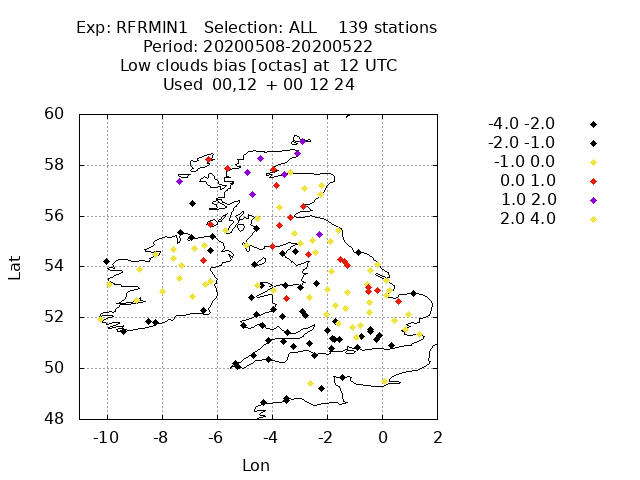 Exp: RFRMIN1 Selection: ALL 139 stations
Period: 20200508-20200522
Low clouds bias [octas] at 12 UTC
Used 00,12 + 00 12 24
-4.0 -2.0
-2.0 -1.0
-1.0 0.0
0.0 1.0
1.0 2.0
2.0 4.0
60
58
56
54
52
50
48
Lat
-10 -8 -6 -4 -2 0 2
Lon